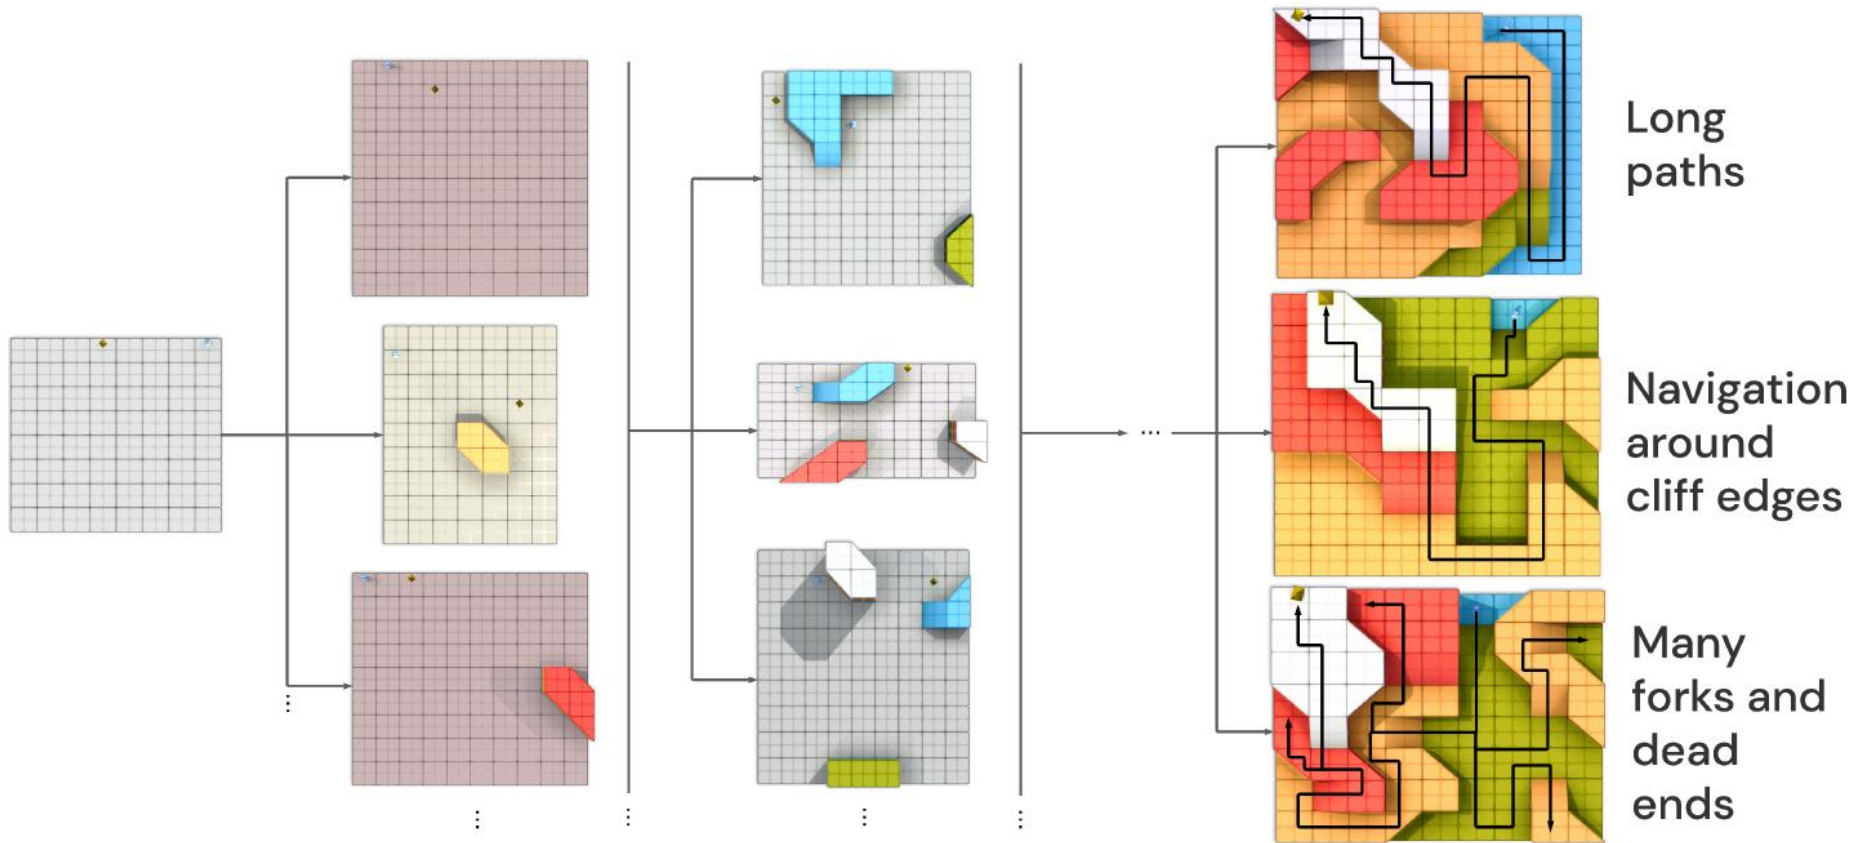 Long
paths
Navigation
around
cliff edges
Many
forks and
dead
ends